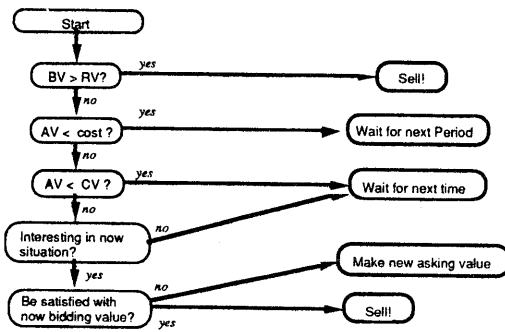 Start
BV > RV?
yes
Sell!
no
AV < cost ?
yes
Wait for next Period
no
AV < CV ?
yes
Wait for next time
no
Interesting in now
situation?
no
Make new asking value
yes
Be satisfied with
now bidding value?
no
yes
Sell!